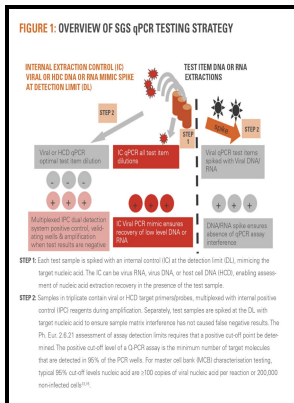 FIGURE 1: OVERVIEW OF SGS qPCR TESTING STRATEGY
INTERNAL EXTRACTION CONTROL (IC)
VIRAL OR HDC DNA OR RNA MIMIC SPIKE
AT DETECTION LIMIT (DL)
TEST ITEM DNA OR RNA
EXTRACTIONS
STEP 2
STEP
1
spike
STEP 2
Viral or HCD qPCR
optimal test item dilution
IC qPCR all test item
dilutions
Viral qPCR test items
spiked with Viral DNA/
RNA
- - -
+ + +
+ + +
+ + +
Multiplexed IPC dual detection
system positive control, valid-
ating wells & amplification
when test results are negative
IC Viral PCR mimic ensures
recovery of low level DNA or
RNA
DNA/RNA spike ensures
absence of qPCR assay
interference
STEP 1: Each test sample is spiked with an internal control (IC) at the detection limit (DL), mimicking the
target nucleic acid. The IC can be virus RNA, virus DNA, or host cell DNA (HCD), enabling assess-
ment of nucleic acid extraction recovery in the presence of the test sample.
STEP 2: Samples in triplicate contain viral or HCD target primers/probes, multiplexed with internal positive
control (IPC) reagents during amplification. Separately, test samples are spiked at the DL with
target nucleic acid to ensure sample matrix interference has not caused false negative results. The
Ph. Eur. 2.6.21 assessment of assay detection limits requires that a positive cut-off point be deter-
mined. The positive cut-off level of a Q-PCR assay is the minimum number of target molecules
that are detected in 95% of the PCR wells. For master cell bank (MCB) characterisation testing,
typical 95% cut-off levels nucleic are ≥100 copies of viral nucleic per reaction or 200,000
non-infected cells